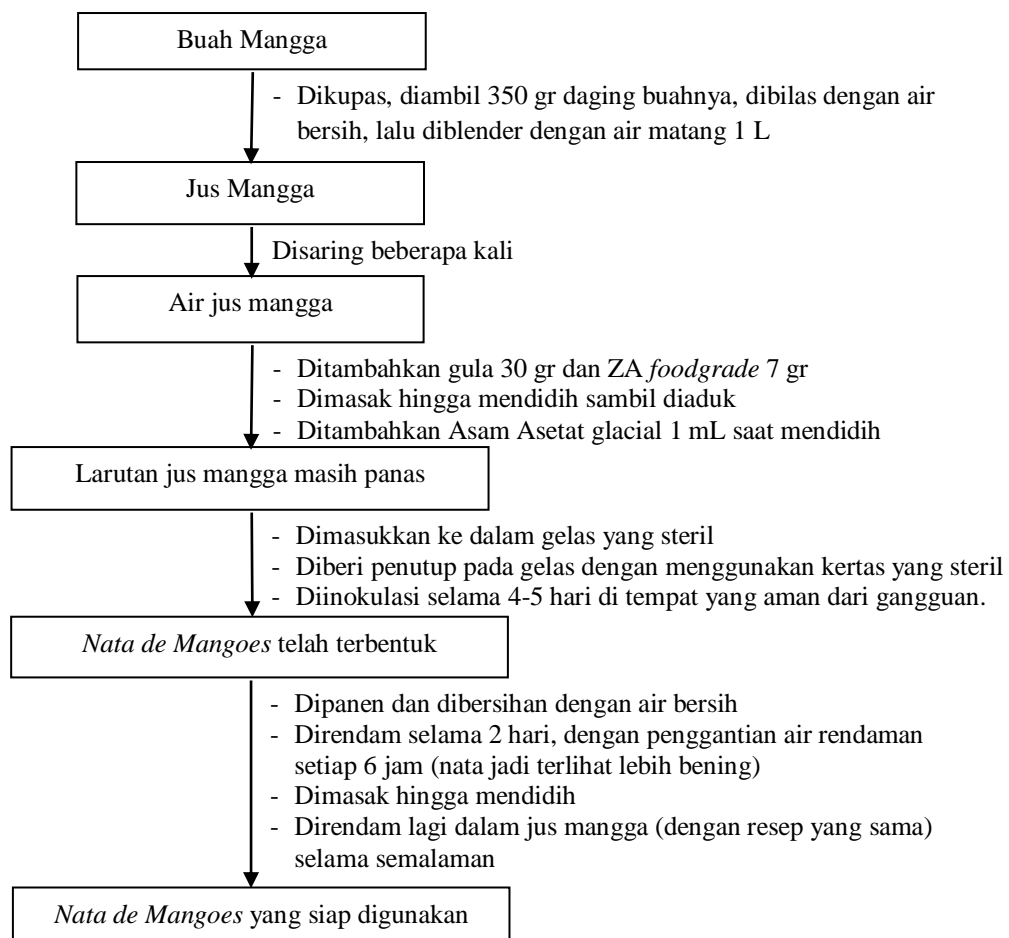 Buah Mangga
- Dikupas, diambil 350 gr daging buahnya, dibilas dengan air
bersih, lalu diblender dengan air matang 1 L
Jus Mangga
Disaring beberapa kali
Air jus mangga
- Ditambahkan gula 30 gr dan ZA foodgrade 7 gr
- Dimasak hingga mendidih sambil diaduk
- Ditambahkan Asam Asetat glacial 1 mL saat mendidih
Larutan jus mangga masih panas
- Dimasukkan ke dalam gelas yang steril
- Diberi penutup pada gelas dengan menggunakan kertas yang steril
- Diinokulasi selama 4-5 hari di tempat yang aman dari gangguan.
Nata de Mangoes telah terbentuk
- Dipanen dan dibersihan dengan air bersih
- Direndam selama 2 hari, dengan penggantian air rendaman
setiap 6 jam (nata jadi terlihat lebih bening)
- Dimasak hingga mendidih
- Direndam lagi dalam jus mangga (dengan resep yang sama)
selama semalaman
Nata de Mangoes yang siap digunakan